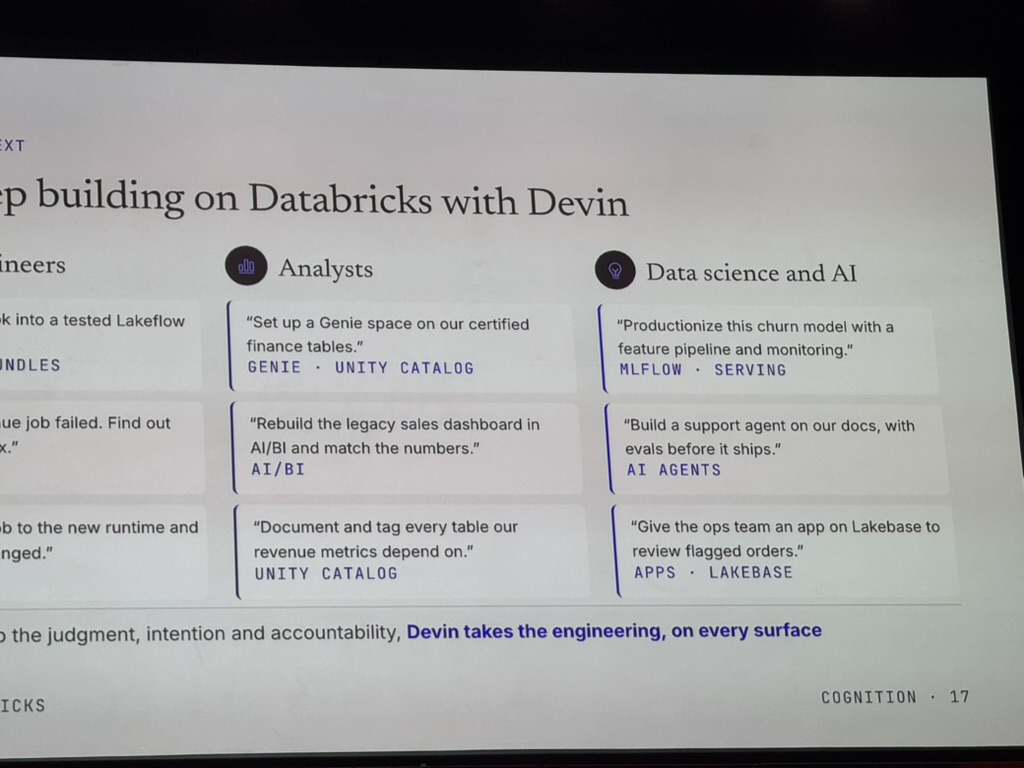 EXT
ep building on Databricks with Devin
ineers
k into a tested Lakeflow
UNDLES
ue job failed. Find out
x.”
ob to the new runtime and
nged.”
Analysts
“Set up a Genie space on our certified
finance tables.”
GENIE · UNITY CATALOG
“Rebuild the legacy sales dashboard in
AI/BI and match the numbers.”
AI/BI
“Document and tag every table our
revenue metrics depend on.”
UNITY CATALOG
Data science and AI
“Productionize this churn model with a
feature pipeline and monitoring.”
MLFLOW · SERVING
“Build a support agent on our docs, with
evals before it ships.”
AI AGENTS
“Give the ops team an app on Lakebase to
review flagged orders.”
APPS · LAKEBASE
p the judgment, intention and accountability, Devin takes the engineering, on every surface
ICKS
COGNITION · 17